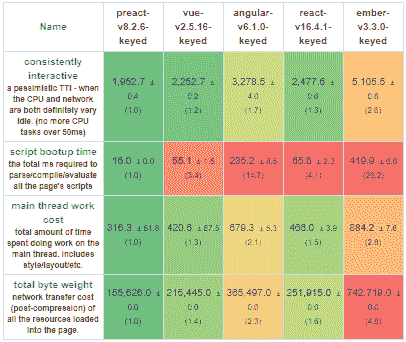 Name
preact-
v8.2.6-
keyed
vue-
v2.5.16-
keyed
angular-
v6.1.0-
keyed
react-
v16.4.1-
keyed
ember-
v3.3.0-
keyed
consistently
interactive
a pessimistic TTI - when
the CPU and network
are both definitely very
idle. (no more CPU
tasks over 50ms)
1,952.7 ±
0.4
(1.0)
2,252.7 ±
0.2
(1.2)
3,278.5 ±
4.0
(1.7)
2,477.6 ±
0.6
(1.3)
5,105.5 ±
0.8
(2.6)
script bootup time
the total ms required to
parse/compile/evaluate
all the page's scripts
16.0 ± 0.0
(1.0)
55.1 ± 1.5
(3.4)
235.2 ± 8.6
(14.7)
65.6 ± 2.3
(4.1)
419.9 ± 6.6
(26.2)
main thread work
cost
total amount of time
spent doing work on the
main thread. includes
style/layout/etc.
316.3 ± 61.8
(1.0)
420.6 ± 57.5
(1.3)
679.3 ± 5.3
(2.1)
466.0 ± 3.9
(1.5)
884.2 ± 7.6
(2.8)
total byte weight
network transfer cost
(post-compression) of
all the resources loaded
into the page.
155,626.0 ±
0.0
(1.0)
215,445.0 ±
0.0
(1.4)
365,497.0 ±
0.0
(2.3)
251,915.0 ±
0.0
(1.6)
742,719.0 ±
0.0
(4.8)